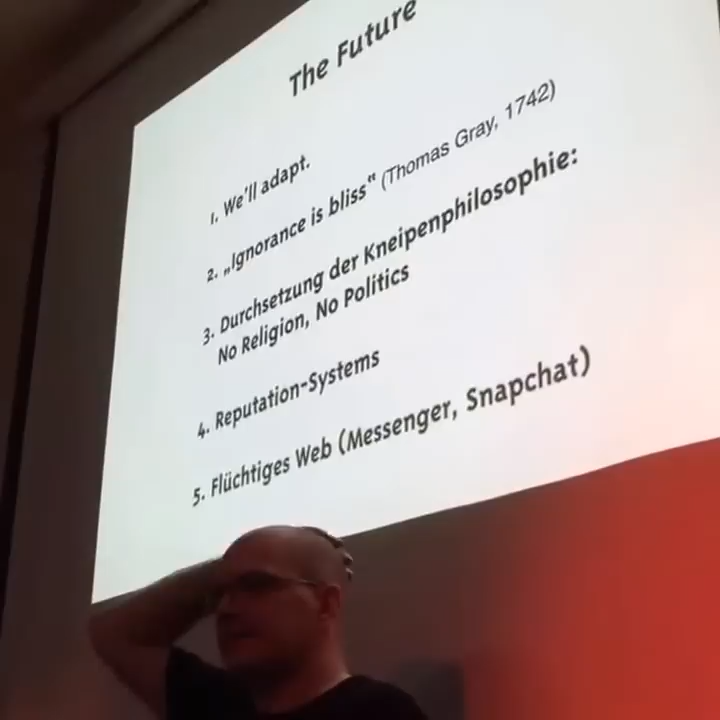 The Future
1. We'll adapt.
2. „Ignorance is bliss“ (Thomas Gray, 1742)
3. Durchsetzung der Kneipenphilosophie:
No Religion, No Politics
4. Reputation-Systems
5. Flüchtiges Web (Messenger, Snapchat)